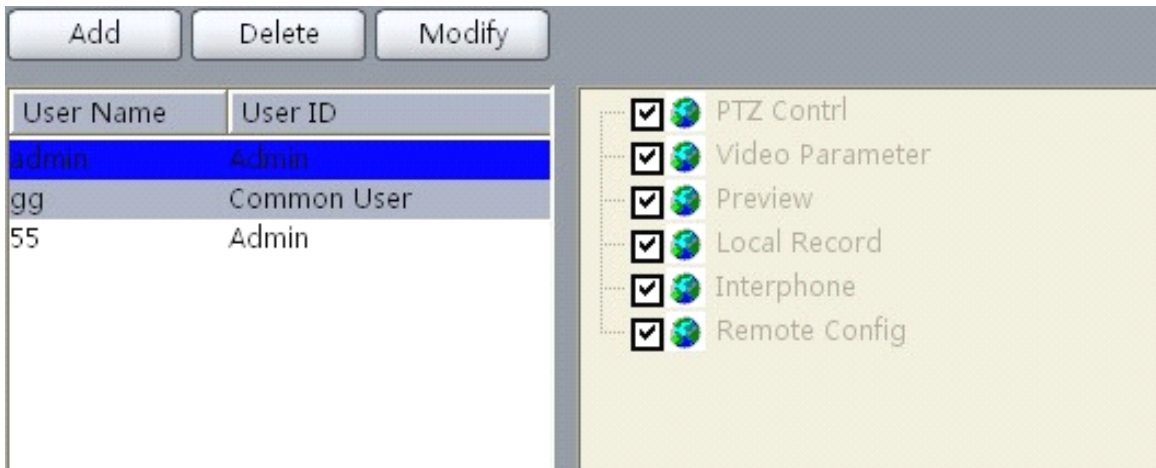 Add Delete Modify
User Name User ID
admin Admin
gg Common User
55 Admin
PTZ Contrl
Video Parameter
Preview
Local Record
Interphone
Remote Config